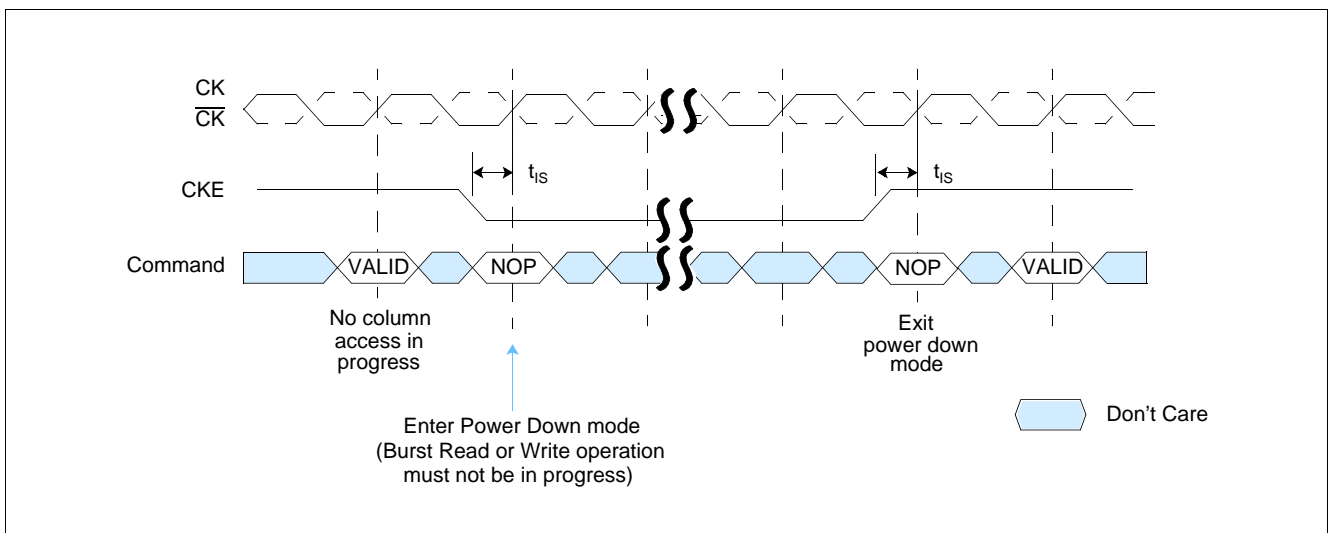 CK
CK
CKE
tIS
tIS
Command
VALID
NOP
NOP
VALID
No column
access in
progress
Exit
power down
mode
Enter Power Down mode
(Burst Read or Write operation
must not be in progress)
Don't Care